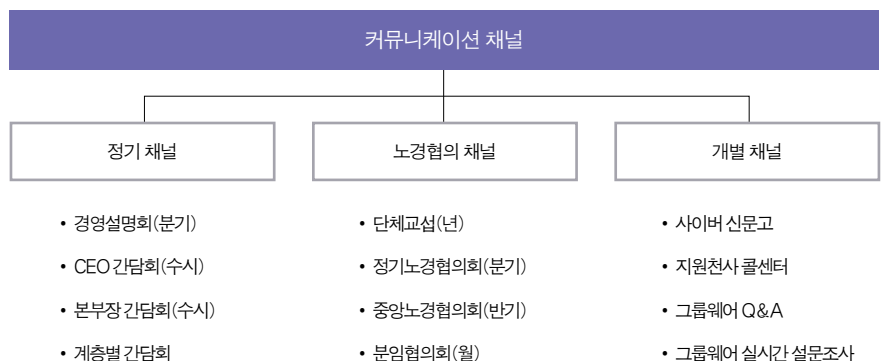 커뮤니케이션 채널
정기 채널
• 경영설명회(분기)
• CEO 간담회(수시)
• 본부장 간담회(수시)
• 계층별 간담회
노경협의 채널
• 단체교섭(년)
• 정기노경협의회(분기)
• 중앙노경협의회(반기)
• 분임협의회(월)
개별 채널
• 사이버 신문고
• 지원천사 콜센터
• 그룹웨어 Q&A
• 그룹웨어 실시간 설문조사